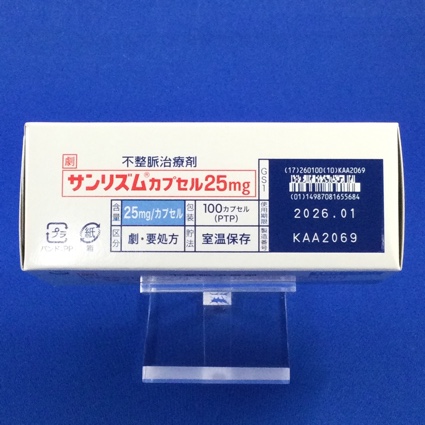 劇
不整脈治療剤
サンリズム®カプセル25mg
含量 25mg/カプセル
包装 100カプセル
(PTP)
区分 劇・要処方
貯法 室温保存
GS1
(17)260100(10)KAA2069
(01)14987081655684
使用期限 2026.01
製造番号 KAA2069
プラ
紙
箱